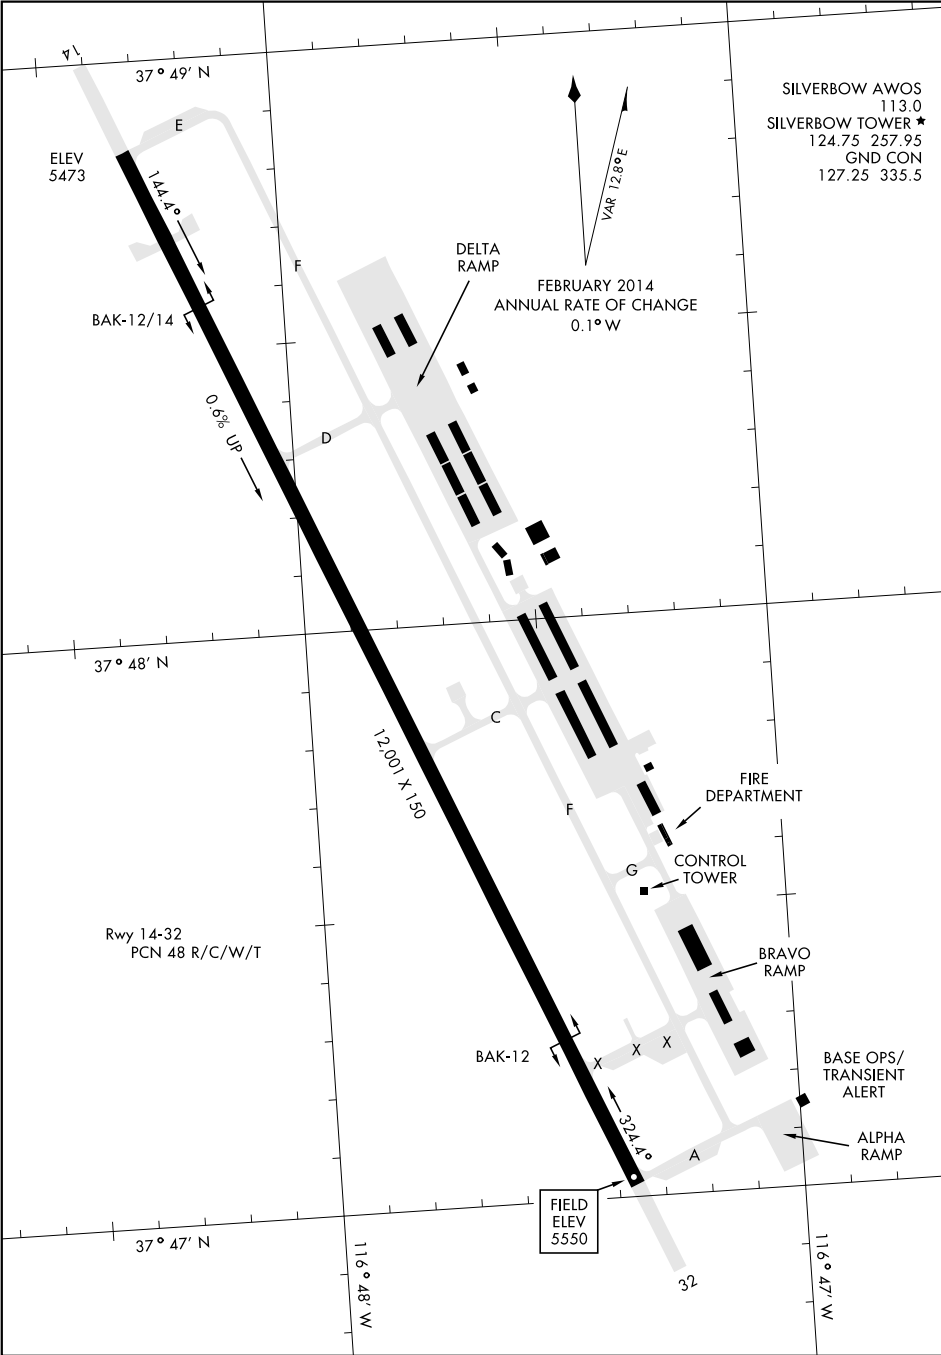 14
37° 49' N
SILVERBOW AWOS
113.0
SILVERBOW TOWER ★
124.75 257.95
GND CON
127.25 335.5
E
ELEV
5473
144.4°
VAR 12.8° E
F
DELTA
RAMP
FEBRUARY 2014
ANNUAL RATE OF CHANGE
0.1° W
BAK-12/14
0.6% UP
D
37° 48' N
C
12,001 X 150
F
FIRE
DEPARTMENT
G
CONTROL
TOWER
Rwy 14-32
PCN 48 R/C/W/T
BRAVO
RAMP
BAK-12
X X X
BASE OPS/
TRANSIENT
ALERT
324.4°
A
ALPHA
RAMP
FIELD
ELEV
5550
37° 47' N
116° 48' W
116° 47' W
32